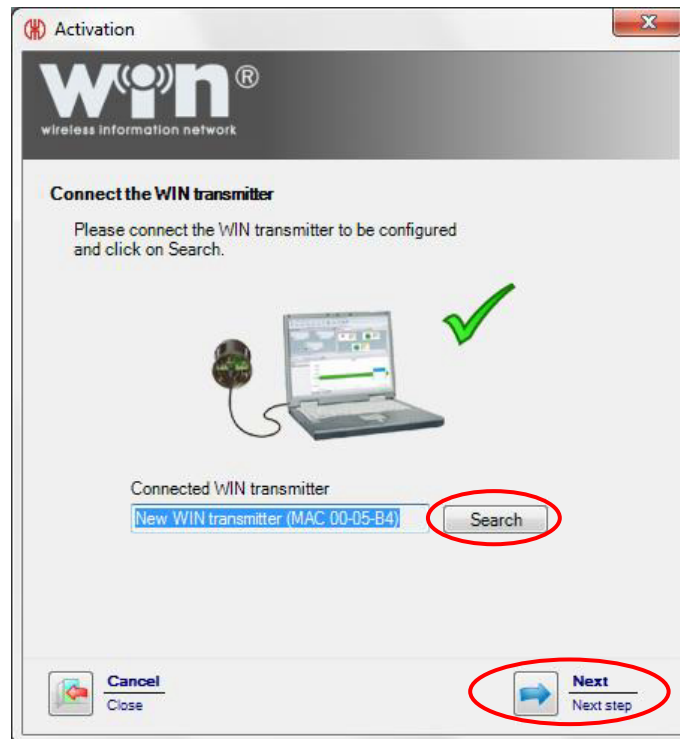 Activation
WIN®
wireless information network
Connect the WIN transmitter
Please connect the WIN transmitter to be configured
and click on Search.
Connected WIN transmitter
New WIN transmitter (MAC 00-05-B4)
Search
Cancel
Close
Next
Next step